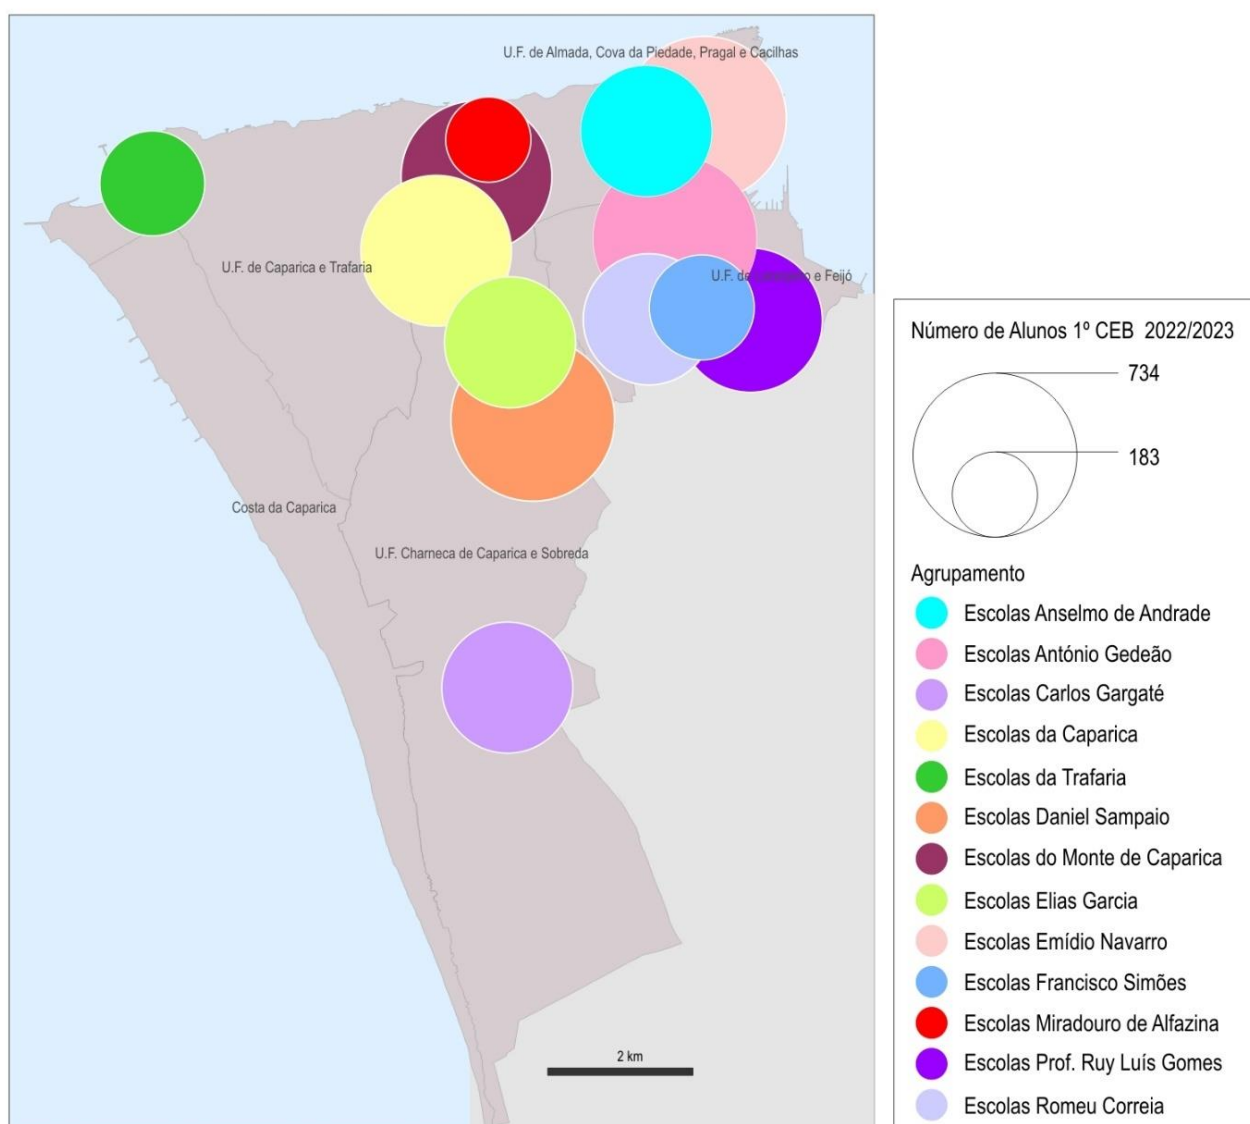 U.F. de Almada, Cova da Piedade, Pragal e Cacilhas
U.F. de Caparica e Trafaria
U.F. de e Feijó
Costa da Caparica
U.F. Charneca de Caparica e Sobreda
2 km
Número de Alunos 1º CEB 2022/2023
734
183
Agrupamento
Escolas Anselmo de Andrade
Escolas António Gedeão
Escolas Carlos Gargaté
Escolas da Caparica
Escolas da Trafaria
Escolas Daniel Sampaio
Escolas do Monte de Caparica
Escolas Elias Garcia
Escolas Emídio Navarro
Escolas Francisco Simões
Escolas Miradouro de Alfazina
Escolas Prof. Ruy Luís Gomes
Escolas Romeu Correia